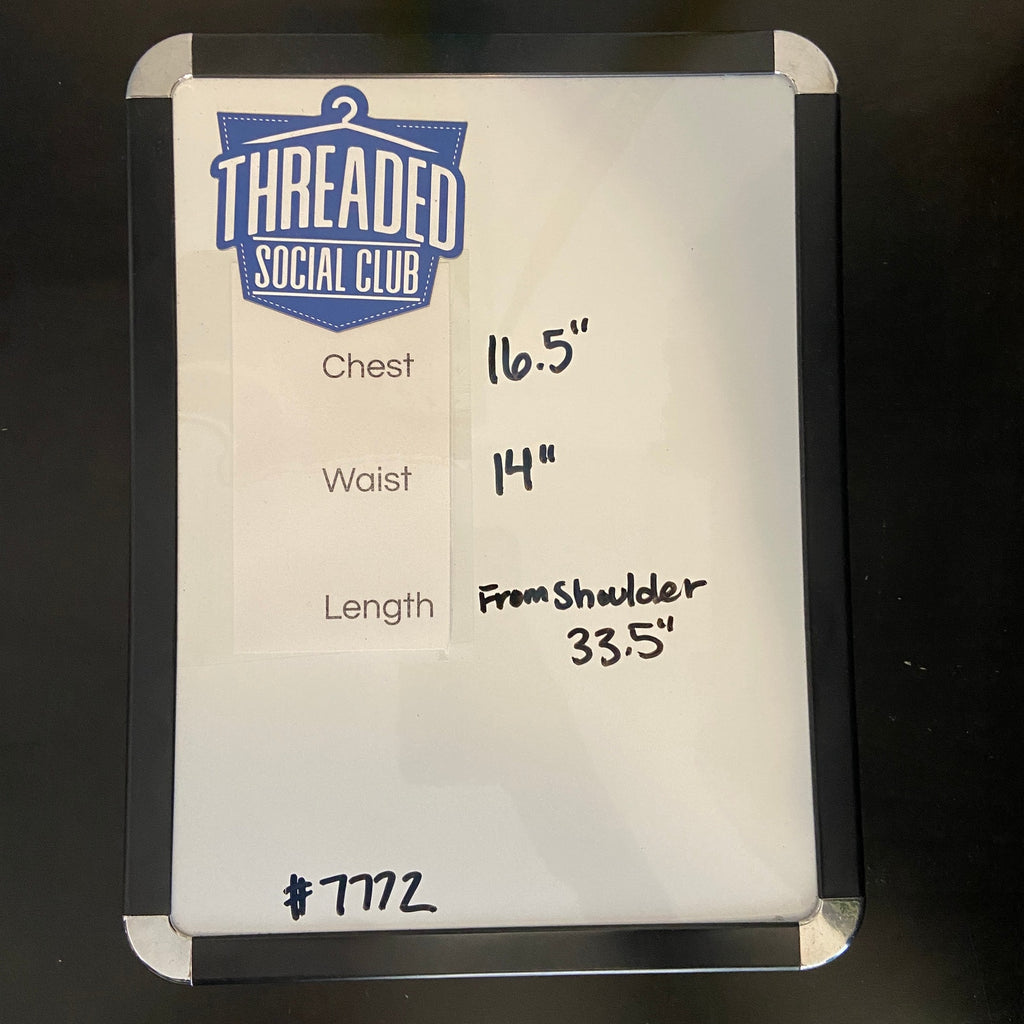 THREADED
SOCIAL CLUB
Chest 16.5"
Waist 14"
Length From Shoulder
33.5"
#7772